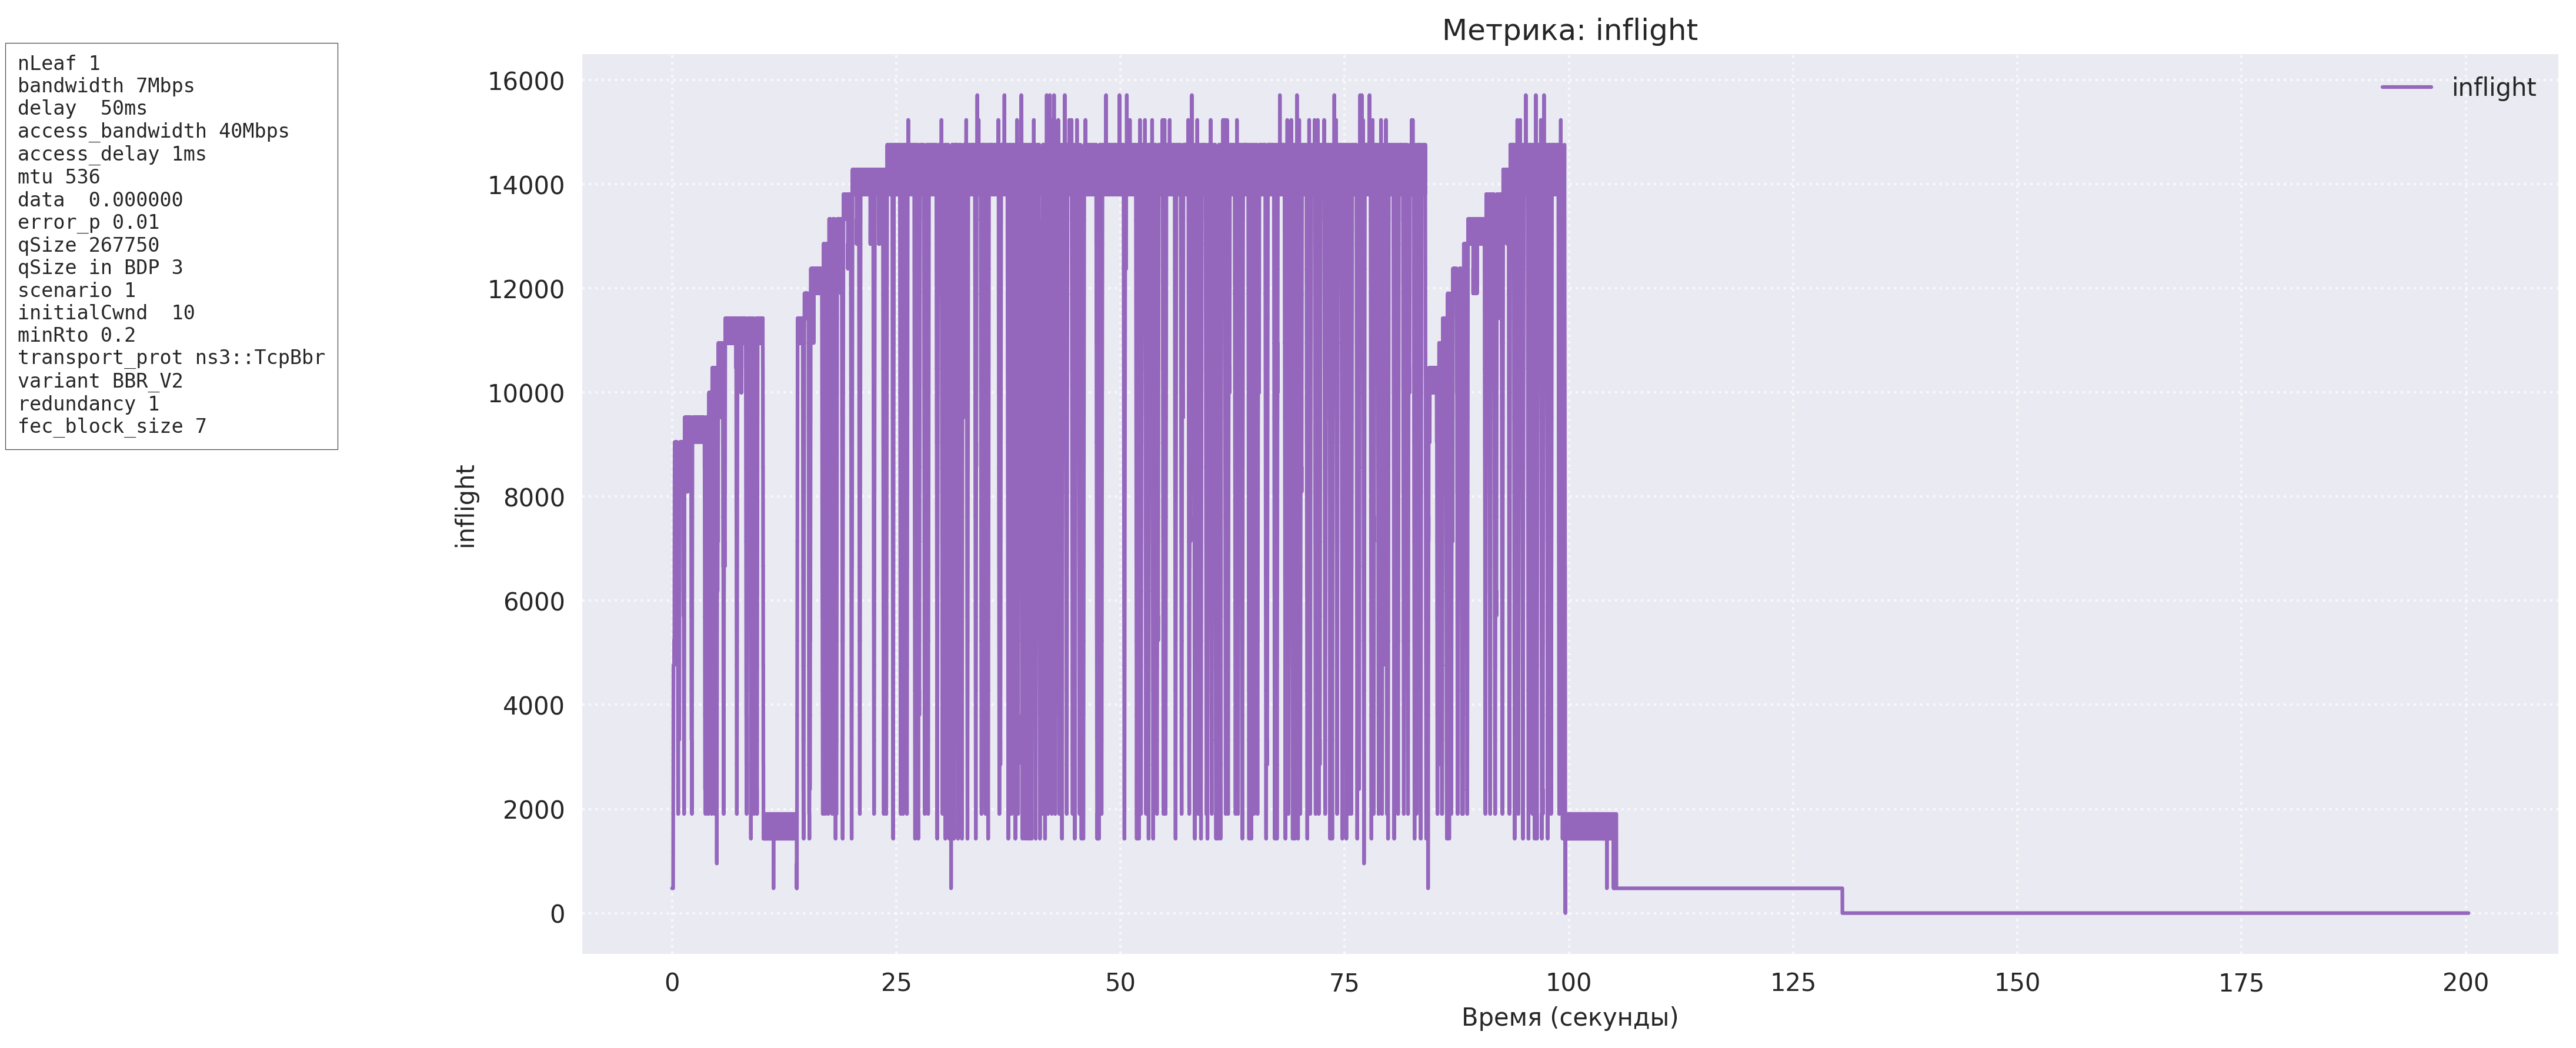 Метрика: inflight
nLeaf 1
bandwidth 7Mbps
delay  50ms
access_bandwidth 40Mbps
access_delay 1ms
mtu 536
data  0.000000
error_p 0.01
qSize 267750
qSize in BDP 3
scenario 1
initialCwnd  10
minRto 0.2
transport_prot ns3::TcpBbr
variant BBR_V2
redundancy 1
fec_block_size 7
inflight
16000
14000
12000
10000
8000
6000
4000
2000
0
inflight
0 25 50 75 100 125 150 175 200
Время (секунды)